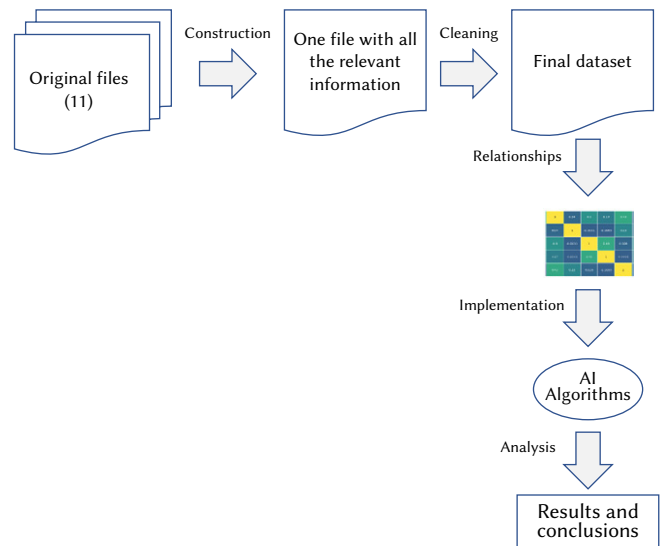 Construction
Cleaning
Original files
(11)
One file with all
the relevant
information
Final dataset
Relationships
Implementation
AI
Algorithms
Analysis
Results and
conclusions